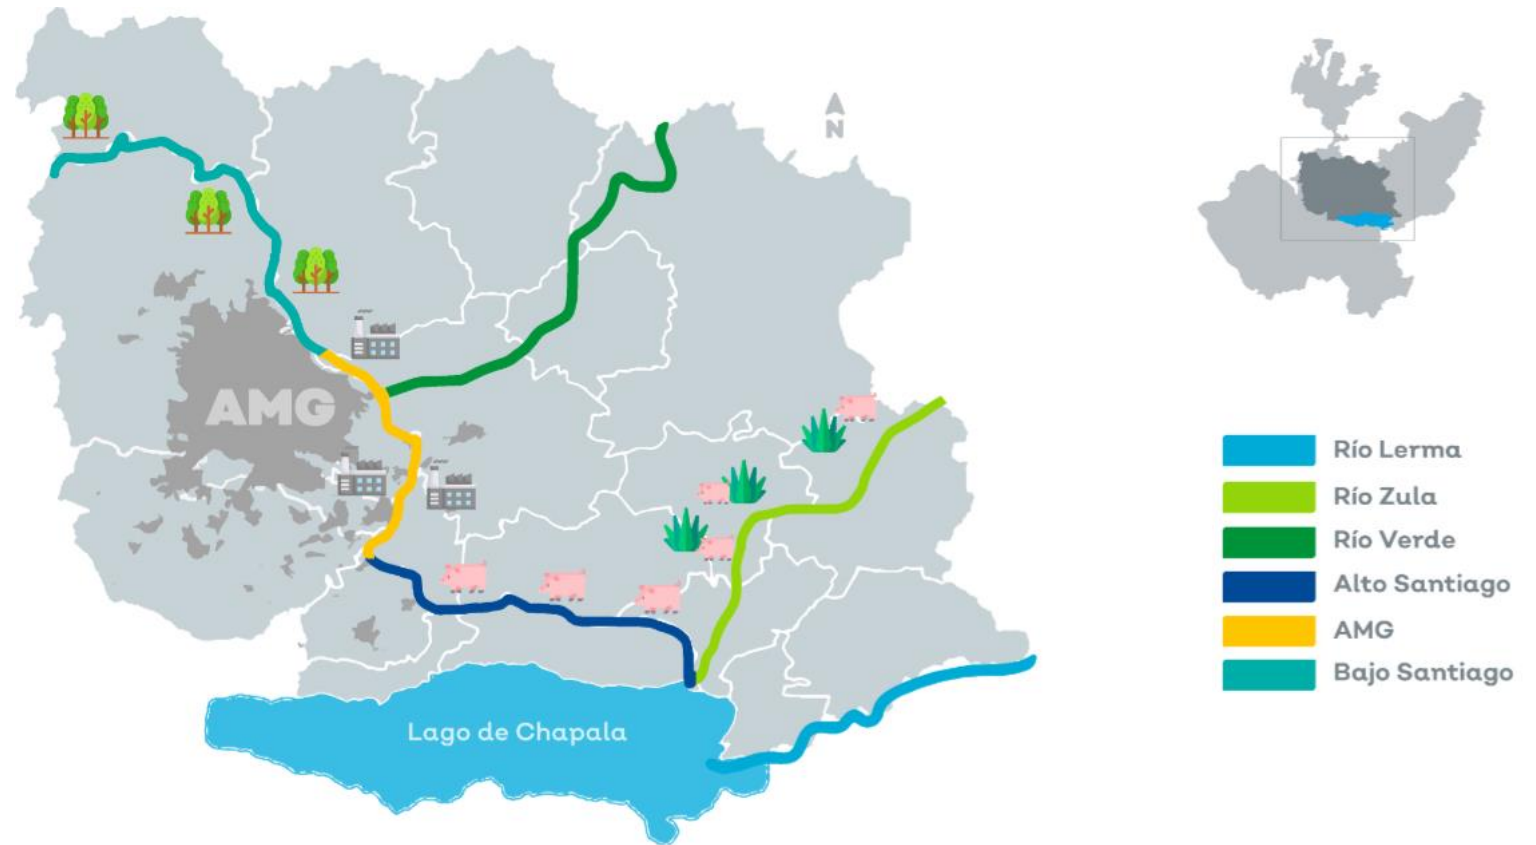 N
AMG
Lago de Chapala
Río Lerma
Río Zula
Río Verde
Alto Santiago
AMG
Bajo Santiago